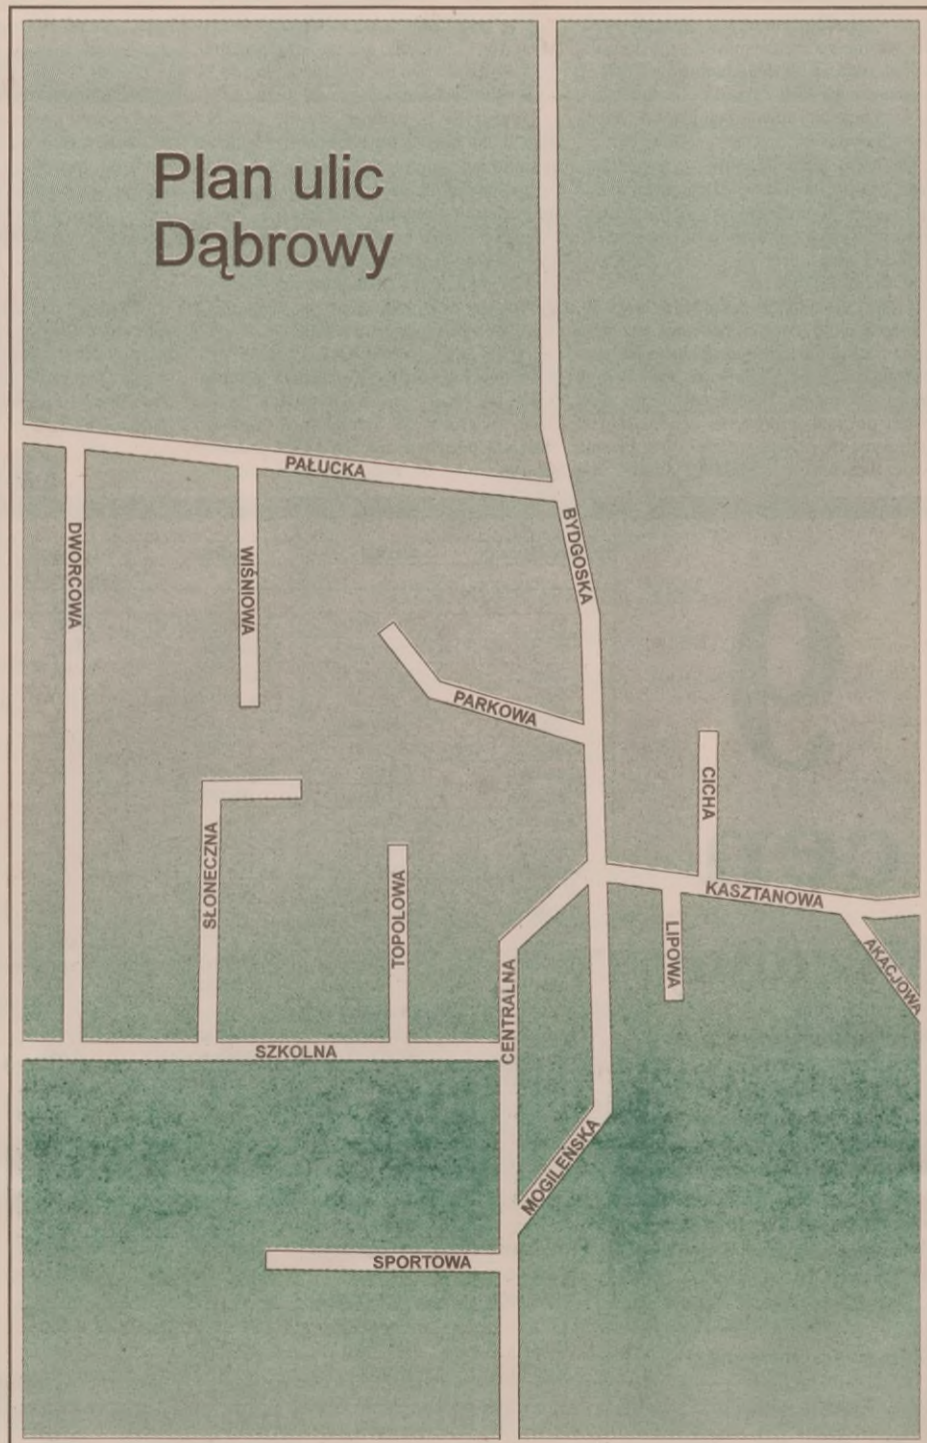 Plan ulic
Dąbrowy
PAŁUCKA
BYDGOSKA
DWORCOWA
WIŚNIOWA
PARKOWA
CICHA
SŁONECZNA
TOPOLOWA
KASZTANOWA
LIPOWA
AKACJOWA
CENTRALNA
SZKOLNA
MOGILEŃSKA
SPORTOWA